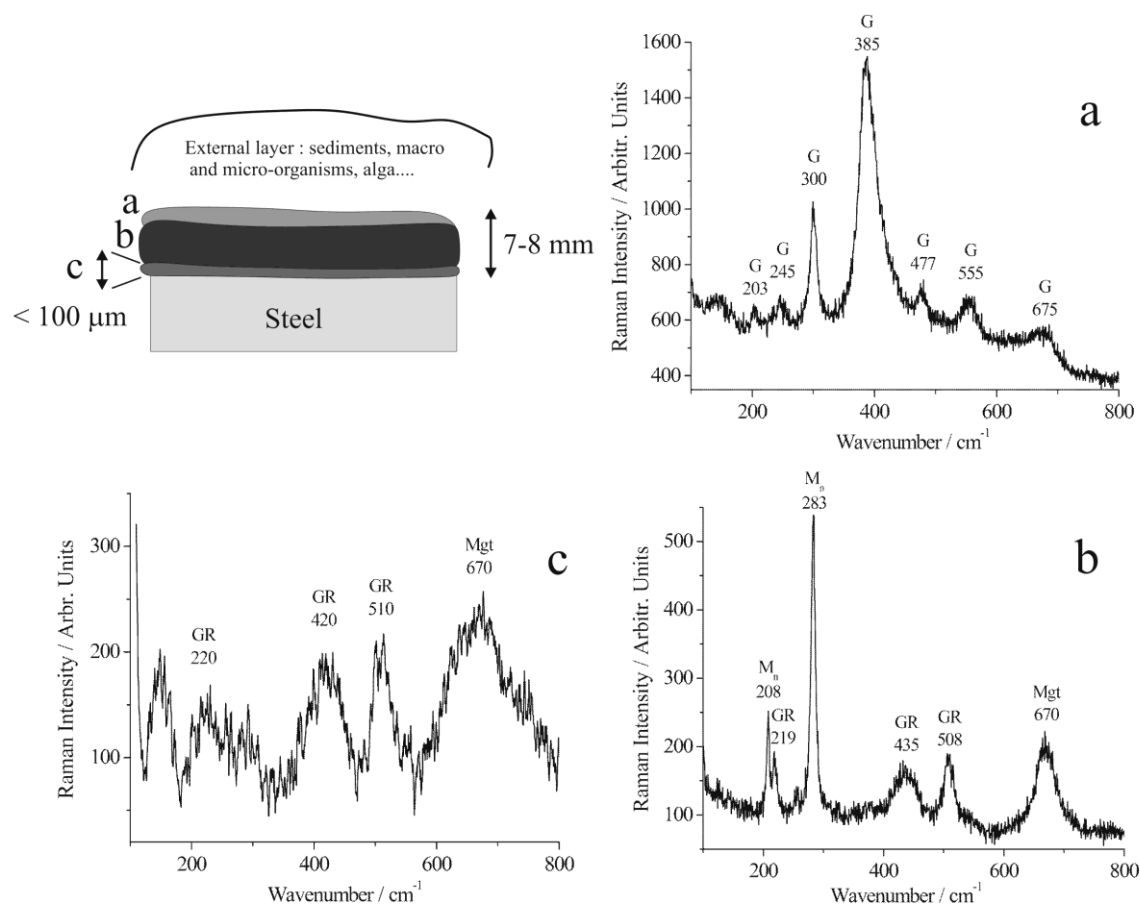 External layer : sediments, macro
and micro-organisms, alga....
a
b
c
7-8 mm
< 100 μm
Steel
a
G
385
G
300
G
203
G
245
G
477
G
555
G
675
1600
1400
1200
1000
800
600
400
Raman Intensity / Arbitr. Units
200
400
600
800
Wavenumber / cm⁻¹
c
Mgt
670
GR
510
GR
420
GR
220
300
200
100
Raman Intensity / Arbr. Units
200
400
600
800
Wavenumber / cm⁻¹
b
Mₙ
283
Mₙ
208
GR
219
GR
435
GR
508
Mgt
670
500
400
300
200
100
Raman Intensity / Arbitr. Units
200
400
600
800
Wavenumber / cm⁻¹